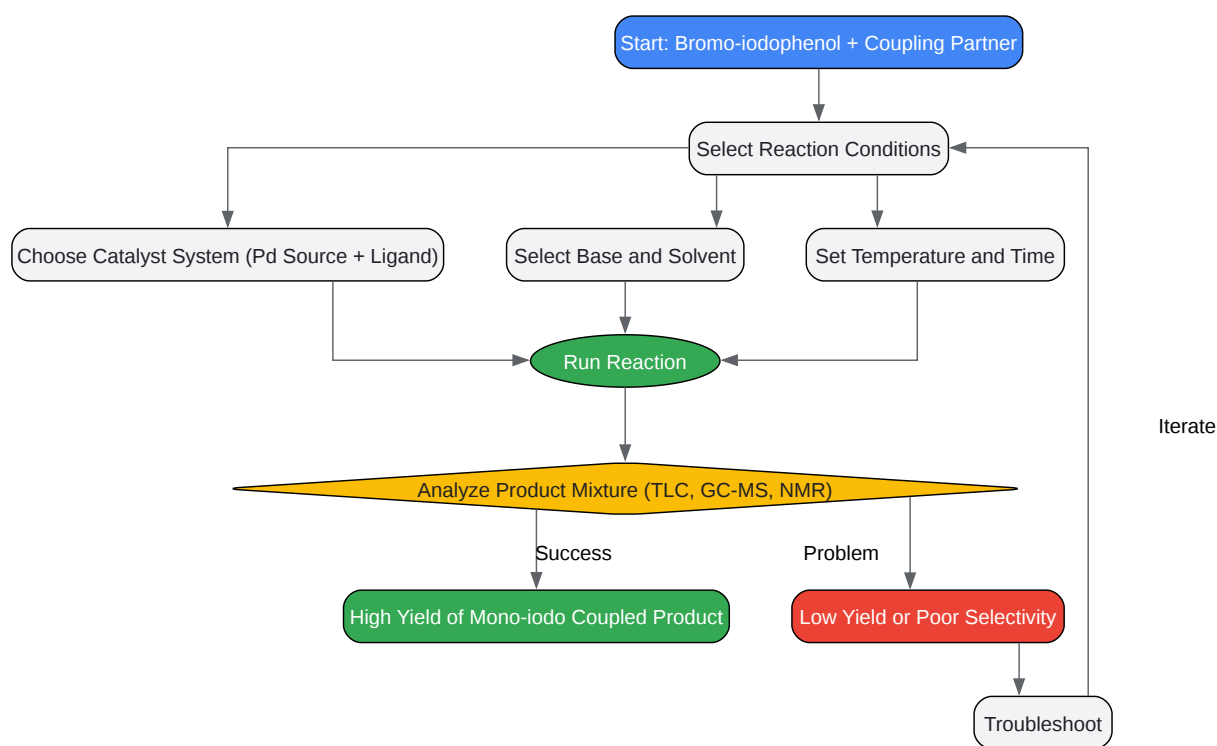 Start: Bromo-iodophenol + Coupling Partner
Select Reaction Conditions
Choose Catalyst System (Pd Source + Ligand)
Select Base and Solvent
Set Temperature and Time
Run Reaction
Iterate
Analyze Product Mixture (TLC, GC-MS, NMR)
Success
Problem
High Yield of Mono-iodo Coupled Product
Low Yield or Poor Selectivity
Troubleshoot